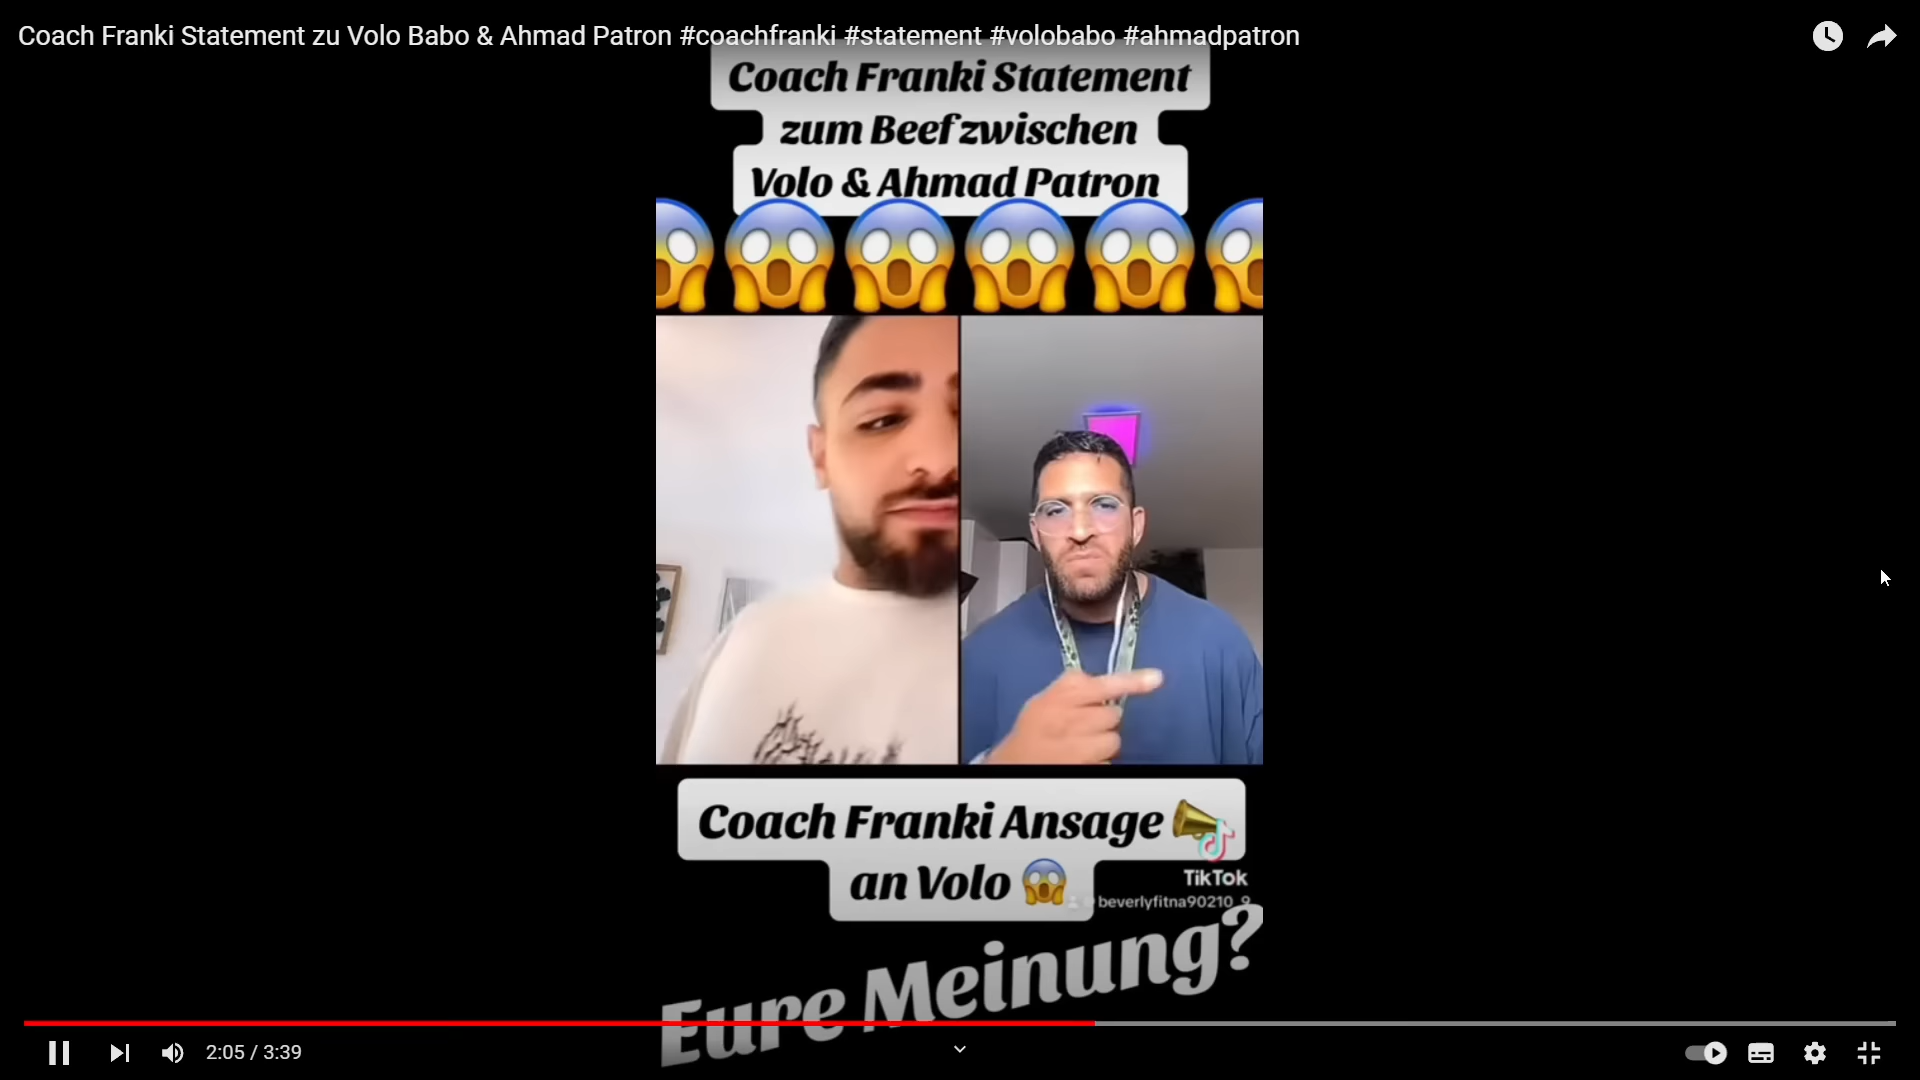 Coach Franki Statement zu Volo Babo & Ahmad Patron #coachfranki #statement #volobabo #ahmadpatron
Coach Franki Statement
zum Beef zwischen
Volo & Ahmad Patron
Coach Franki Ansage
an Volo
TikTok
beverlyfitna90210_9
Eure Meinung?
2:05 / 3:39